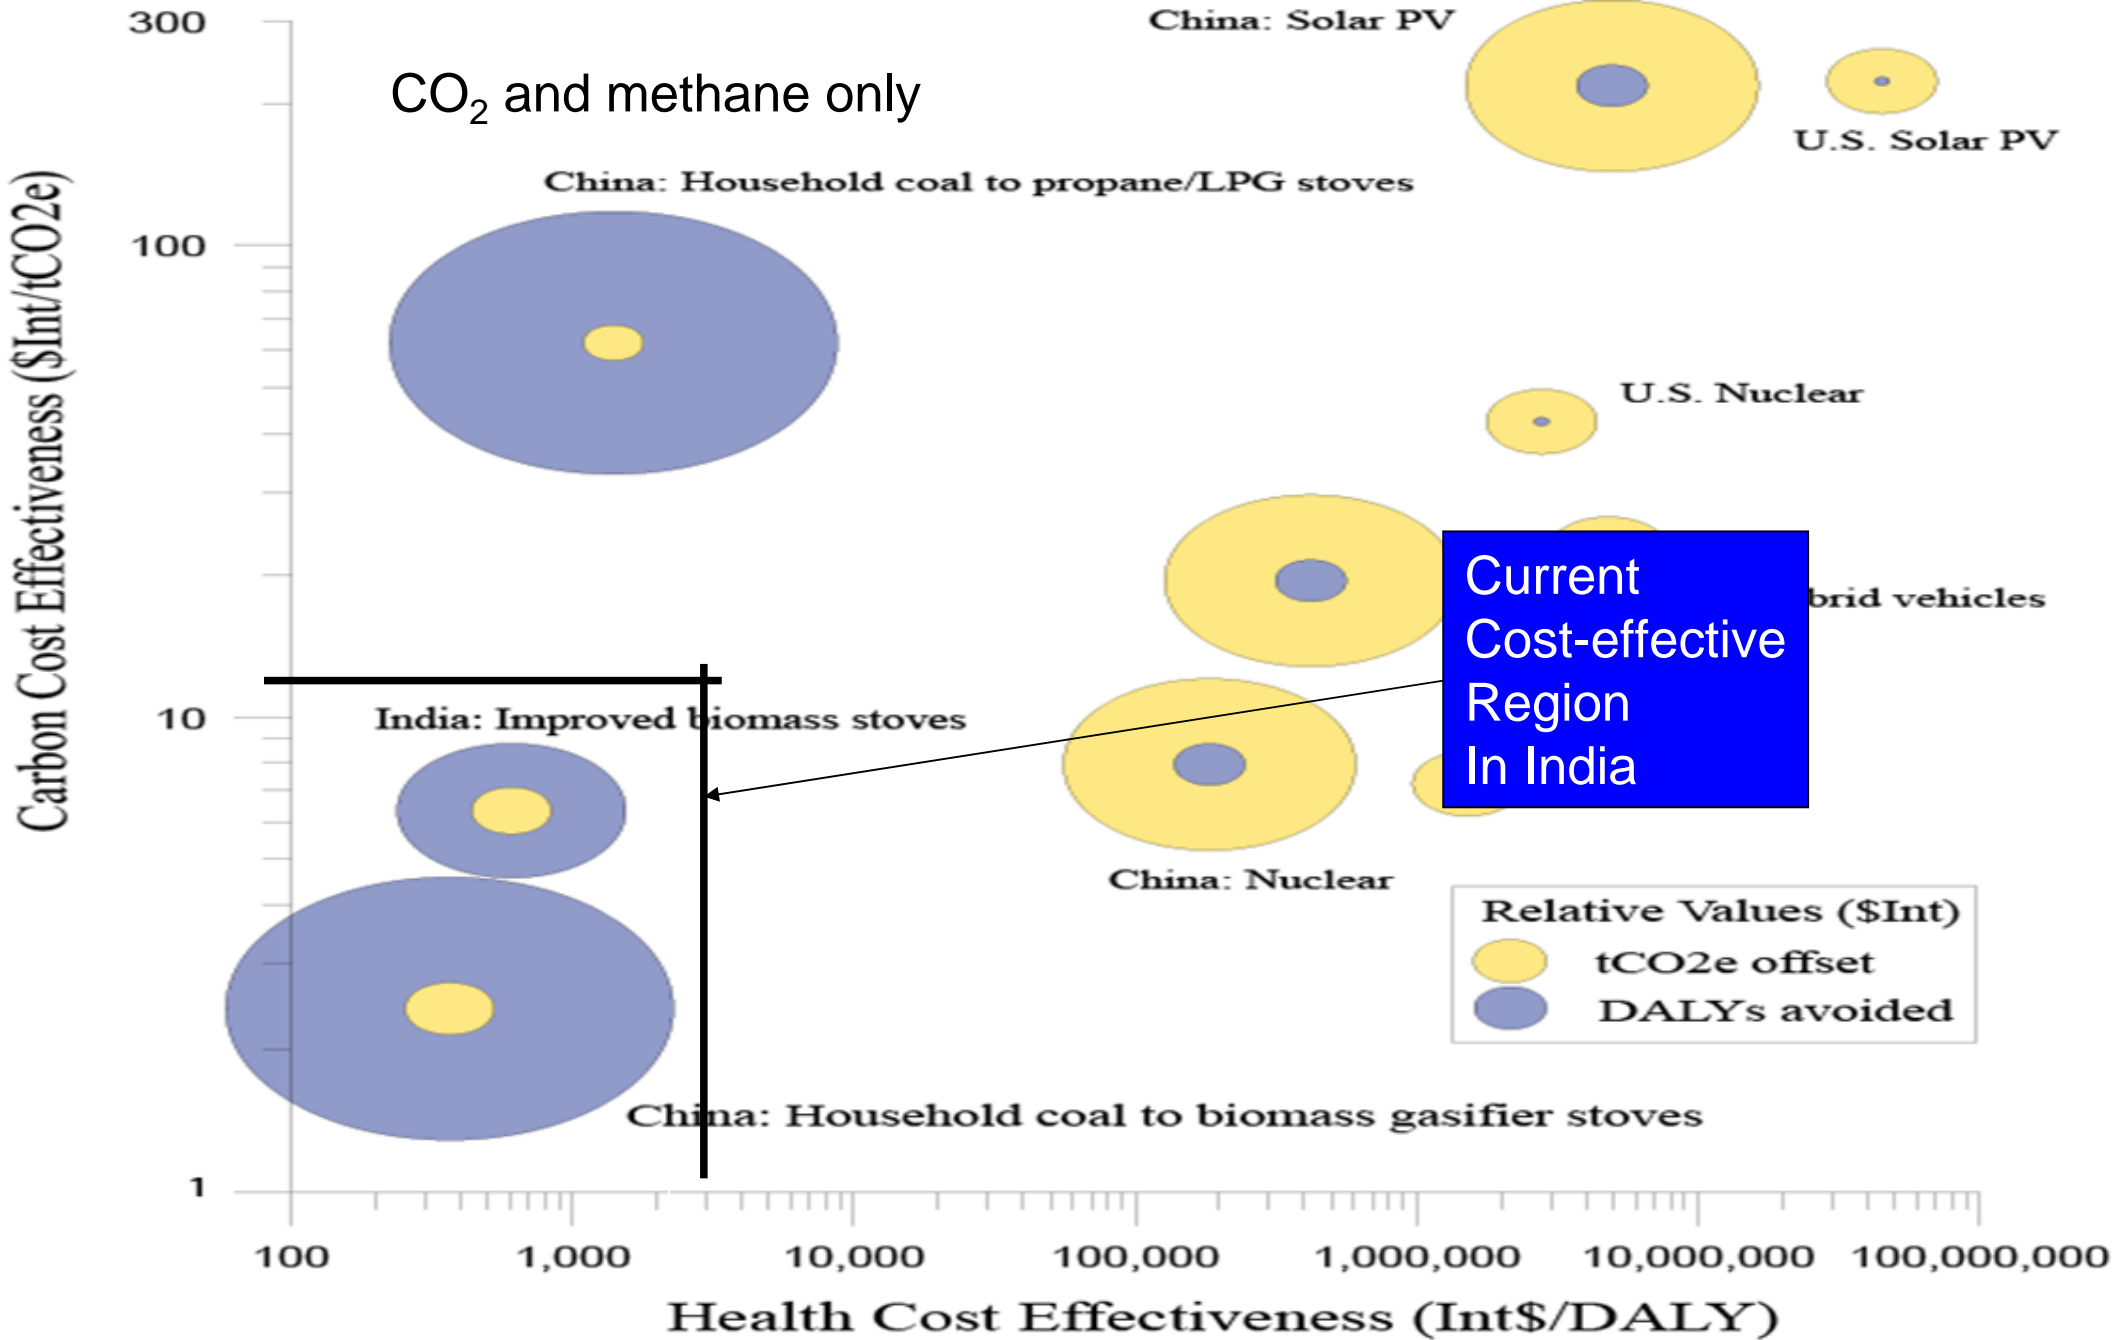 300
China: Solar PV
CO2 and methane only
U.S. Solar PV
China: Household coal to propane/LPG stoves
100
Carbon Cost Effectiveness ($Int/tCO2e)
U.S. Nuclear
Current
Cost-effective
Region
In India
brid vehicles
10
India: Improved biomass stoves
China: Nuclear
Relative Values ($Int)
tCO2e offset
DALYs avoided
China: Household coal to biomass gasifier stoves
1
100 1,000 10,000 100,000 1,000,000 10,000,000 100,000,000
Health Cost Effectiveness (Int$/DALY)